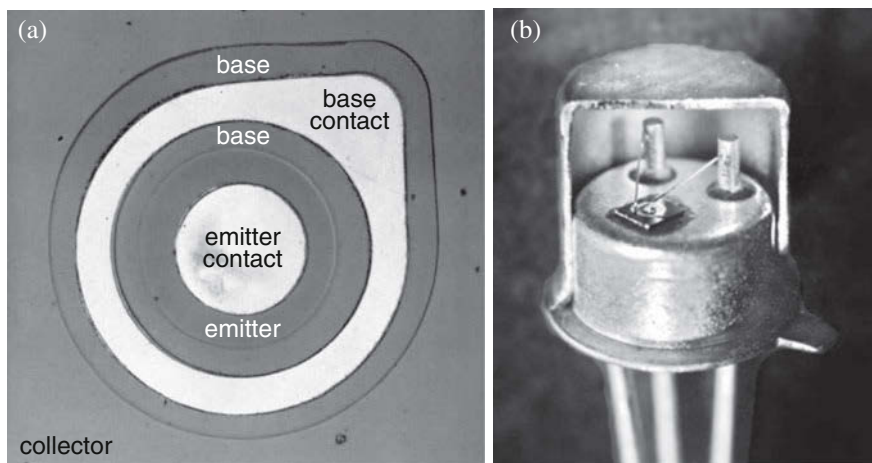 (a)
base
base
contact
base
emitter
contact
emitter
collector
(b)